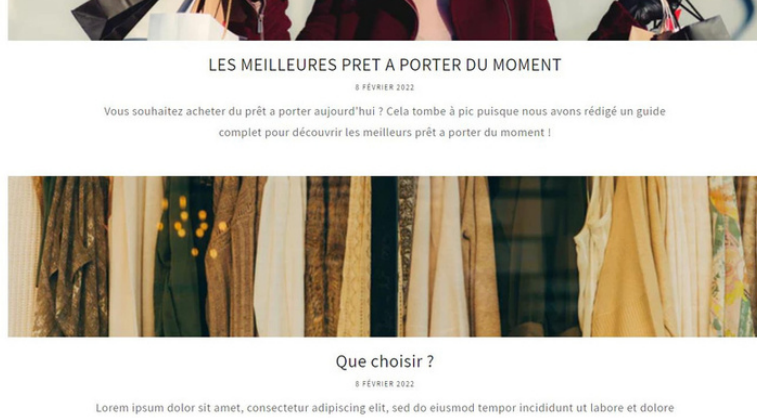 LES MEILLEURES PRET A PORTER DU MOMENT
8 FÉVRIER 2022
Vous souhaitez acheter du prêt a porter aujourd'hui ? Cela tombe à pic puisque nous avons rédigé un guide
complet pour découvrir les meilleurs prêt a porter du moment !
Que choisir ?
8 FÉVRIER 2022
Lorem ipsum dolor sit amet, consectetur adipiscing elit, sed do eiusmod tempor incididunt ut labore et dolore